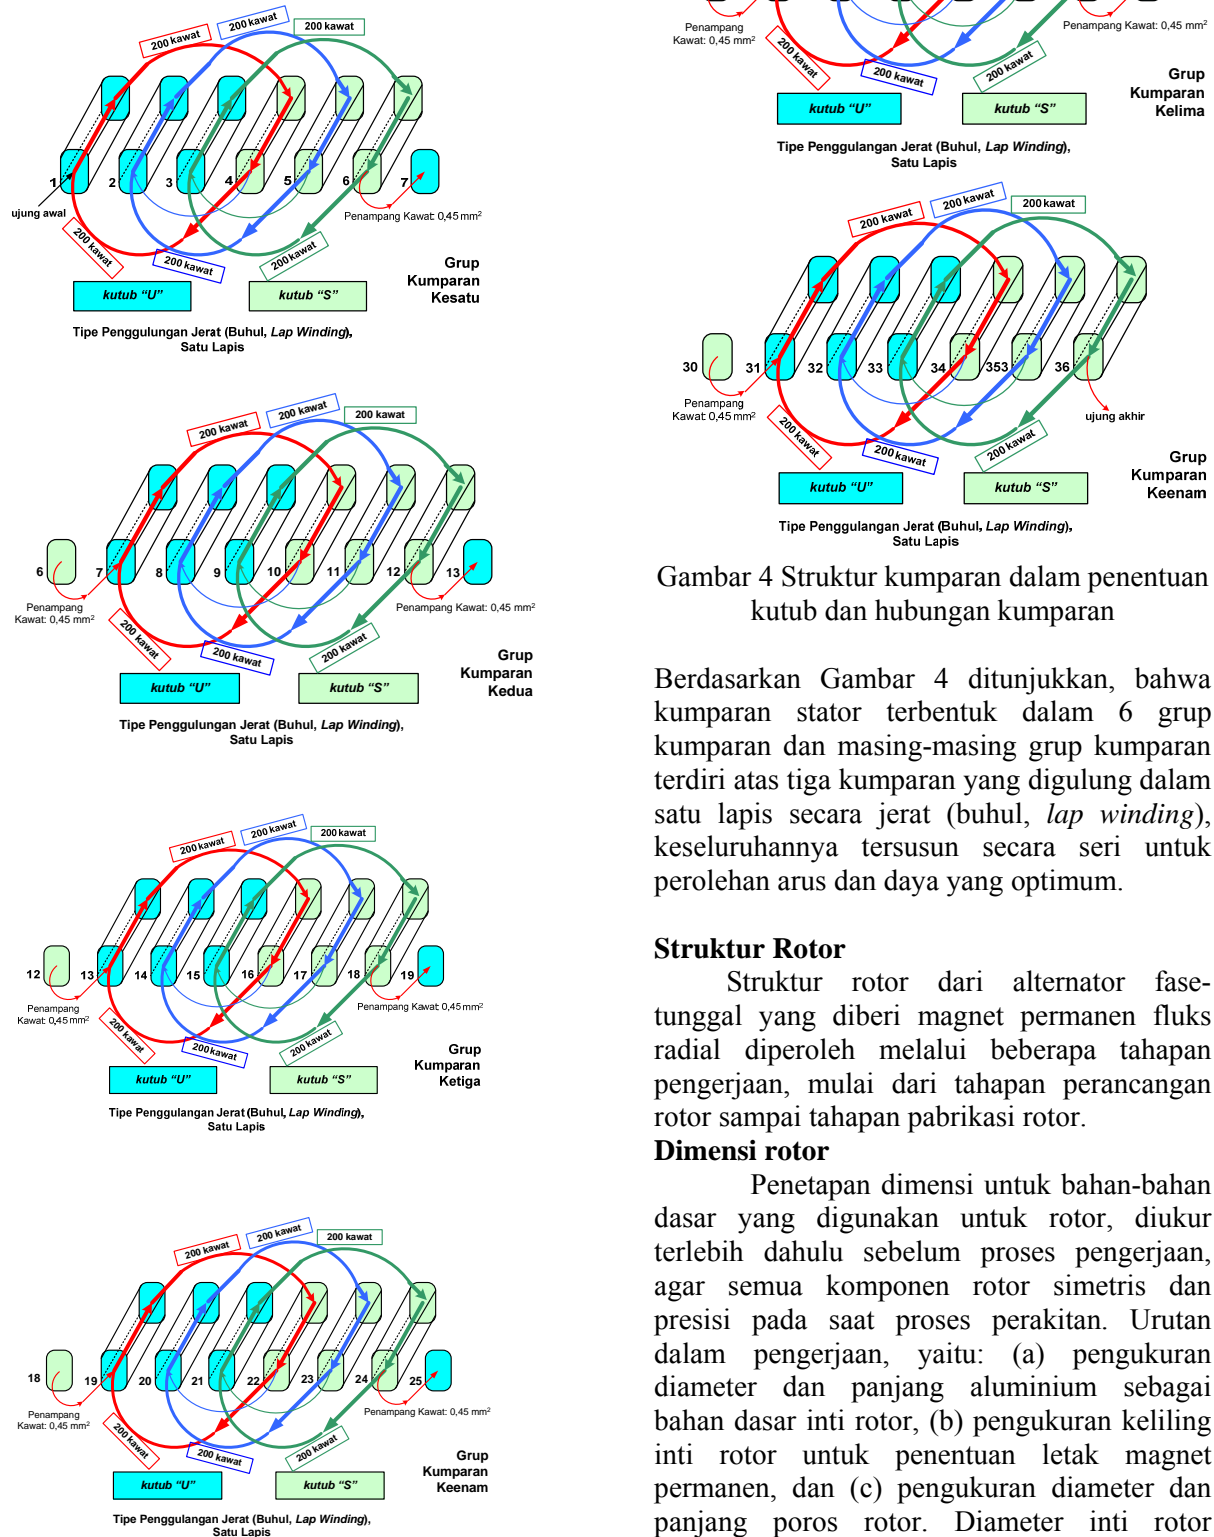 200 kawat
200 kawat
200 kawat
1
2
3
4
5
6
7
ujung awal
Penampang Kawat: 0,45 mm²
200 kawat
200 kawat
200 kawat
Grup
Kumparan
Kesatu
kutub “U”
kutub “S”
Tipe Penggulungan Jerat (Buhul, Lap Winding),
Satu Lapis
200 kawat
200 kawat
200 kawat
6
7
8
9
10
11
12
13
Penampang
Kawat: 0,45 mm²
Penampang Kawat: 0,45 mm²
200 kawat
200 kawat
200 kawat
Grup
Kumparan
Kedua
kutub “U”
kutub “S”
Tipe Penggulungan Jerat (Buhul, Lap Winding),
Satu Lapis
200 kawat
200 kawat
200 kawat
12
13
14
15
16
17
18
19
Penampang
Kawat: 0,45 mm²
Penampang Kawat: 0,45 mm²
200 kawat
200 kawat
200 kawat
Grup
Kumparan
Ketiga
kutub “U”
kutub “S”
Tipe Penggulangan Jerat (Buhul, Lap Winding),
Satu Lapis
200 kawat
200 kawat
200 kawat
18
19
20
21
22
23
24
25
Penampang
Kawat: 0,45 mm²
Penampang Kawat: 0,45 mm²
200 kawat
200 kawat
200 kawat
Grup
Kumparan
Keenam
kutub “U”
kutub “S”
Tipe Penggulungan Jerat (Buhul, Lap Winding),
Satu Lapis
Penampang
Kawat: 0,45 mm²
Penampang Kawat: 0,45 mm²
200 kawat
200 kawat
200 kawat
Grup
Kumparan
Kelima
kutub “U”
kutub “S”
Tipe Penggulungan Jerat (Buhul, Lap Winding),
Satu Lapis
200 kawat
200 kawat
200 kawat
30
31
32
33
34
353
36
Penampang
Kawat: 0,45 mm²
ujung akhir
200 kawat
200 kawat
200 kawat
Grup
Kumparan
Keenam
kutub “U”
kutub “S”
Tipe Penggulungan Jerat (Buhul, Lap Winding),
Satu Lapis
Gambar 4 Struktur kumparan dalam penentuan
kutub dan hubungan kumparan
Berdasarkan Gambar 4 ditunjukkan, bahwa
kumparan stator terbentuk dalam 6 grup
kumparan dan masing-masing grup kumparan
terdiri atas tiga kumparan yang digulung dalam
satu lapis secara jerat (buhul, lap winding),
keseluruhannya tersusun secara seri untuk
perolehan arus dan daya yang optimum.
Struktur Rotor
Struktur rotor dari alternator fase-
tunggal yang diberi magnet permanen fluks
radial diperoleh melalui beberapa tahapan
pengerjaan, mulai dari tahapan perancangan
rotor sampai tahapan pabrikasi rotor.
Dimensi rotor
Penetapan dimensi untuk bahan-bahan
dasar yang digunakan untuk rotor, diukur
terlebih dahulu sebelum proses pengerjaan,
agar semua komponen rotor simetris dan
presisi pada saat proses perakitan. Urutan
dalam pengerjaan, yaitu: (a) pengukuran
diameter dan panjang aluminium sebagai
bahan dasar inti rotor, (b) pengukuran keliling
inti rotor untuk penentuan letak magnet
permanen, dan (c) pengukuran diameter dan
panjang poros rotor. Diameter inti rotor